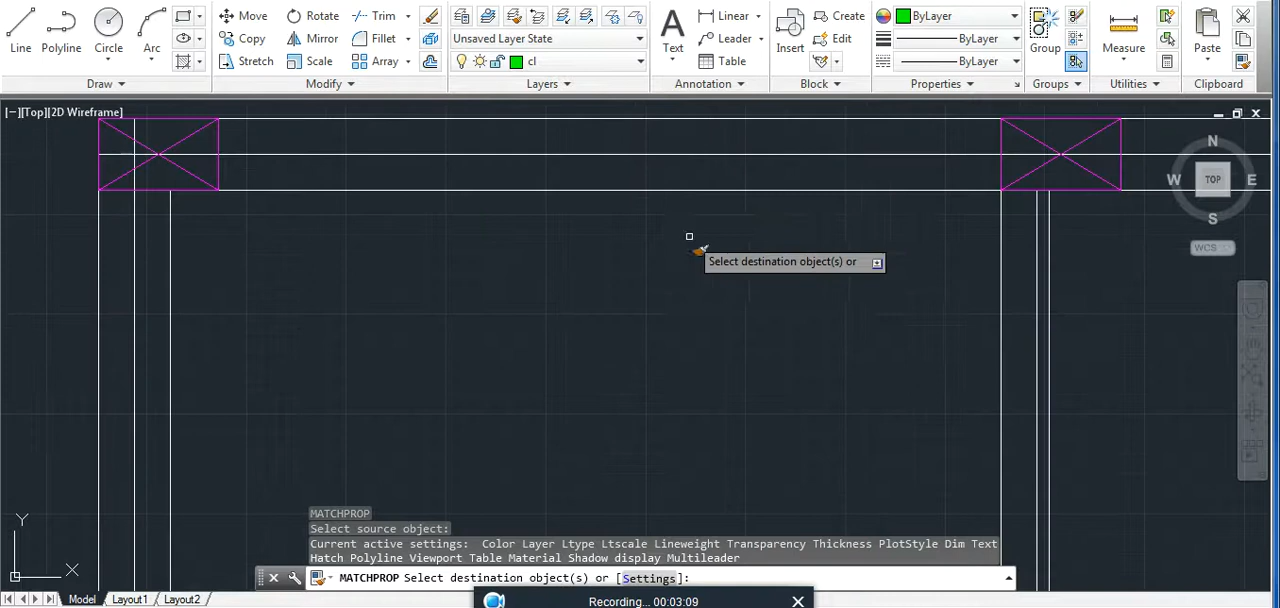 Line
Polyline
Circle
Arc
Move
Rotate
Trim
Copy
Mirror
Fillet
Stretch
Scale
Array
Unsaved Layer State
cl
Text
Linear
Leader
Table
Insert
Create
Edit
ByLayer
ByLayer
ByLayer
Group
Measure
Paste
Draw
Modify
Layers
Annotation
Block
Properties
Groups
Utilities
Clipboard
[−][Top][2D Wireframe]
N
W
TOP
E
S
WCS
Select destination object(s) or
Y
X
MATCHPROP
Select source object:
Current active settings: Color Layer Ltype Ltscale Lineweight Transparency Thickness PlotStyle Dim Text
Hatch Polyline Viewport Table Material Shadow display Multileader
MATCHPROP Select destination object(s) or [Settings]:
Model
Layout1
Layout2
Recording... 00:03:09